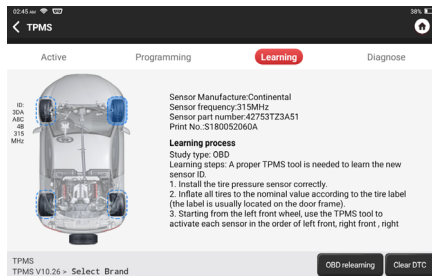 02:45 AM
38%
TPMS
Active
Programming
Learning
Diagnose
ID:
3DA
A8C
4B
315
MHz
Sensor Manufacture:Continental
Sensor frequency:315MHz
Sensor part number:42753TZ3A51
Print No.:S180052060A
Learning process
Study type: OBD
Learning steps: A proper TPMS tool is needed to learn the new
sensor ID.
1. Install the tire pressure sensor correctly.
2. Inflate all tires to the nominal value according to the tire label
(the label is usually located on the door frame).
3. Starting from the left front wheel, use the TPMS tool to
activate each sensor in the order of left front, right front , right
TPMS
TPMS V10.26 > Select Brand
OBD relearning
Clear DTC